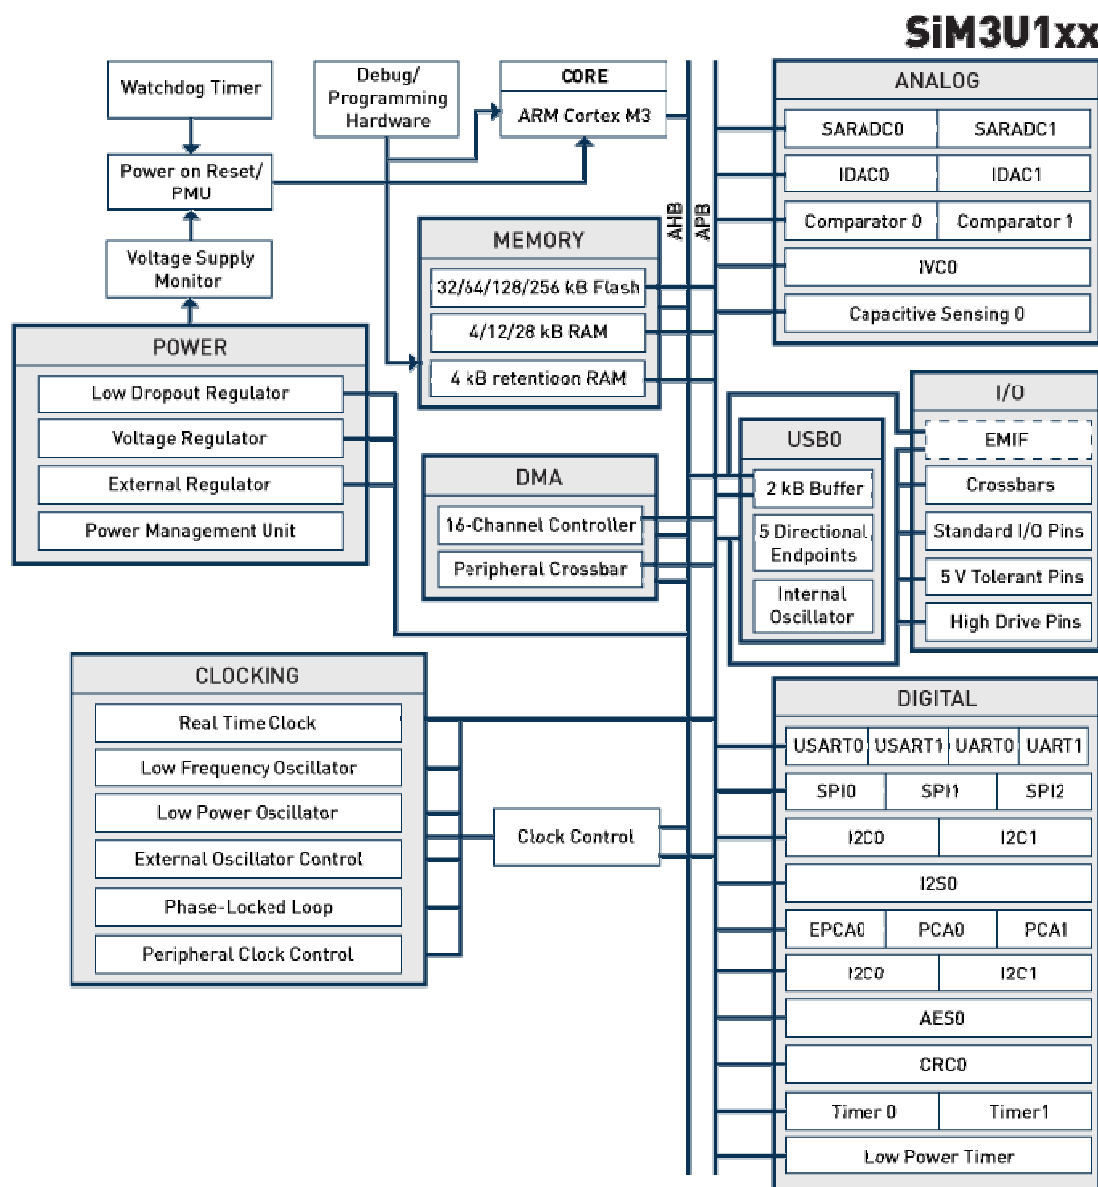 SiM3U1xx
Watchdog Timer
Debug/
Programming
Hardware
CORE
ARM Cortex M3
Power on Reset/
PMU
Voltage Supply
Monitor
AHB
APB
MEMORY
32/64/128/256 kB Flash
4/12/28 kB RAM
4 kB retentioon RAM
POWER
Low Dropout Regulator
Voltage Regulator
External Regulator
Power Management Unit
DMA
16-Channel Controller
Peripheral Crossbar
CLOCKING
Real Time Clock
Low Frequency Oscillator
Low Power Oscillator
External Oscillator Control
Phase-Locked Loop
Peripheral Clock Control
Clock Control
ANALOG
SARADC0 SARADC1
IDAC0 IDAC1
Comparator 0 Comparator 1
IVC0
Capacitive Sensing 0
USB0
2 kB Buffer
5 Directional
Endpoints
Internal
Oscillator
I/O
EMIF
Crossbars
Standard I/O Pins
5 V Tolerant Pins
High Drive Pins
DIGITAL
USART0 USART1 UART0 UART1
SPI0 SPI1 SPI2
I2C0 I2C1
I2S0
EPCA0 PCA0 PCA1
I2C0 I2C1
AES0
CRC0
Timer 0 Timer1
Low Power Timer